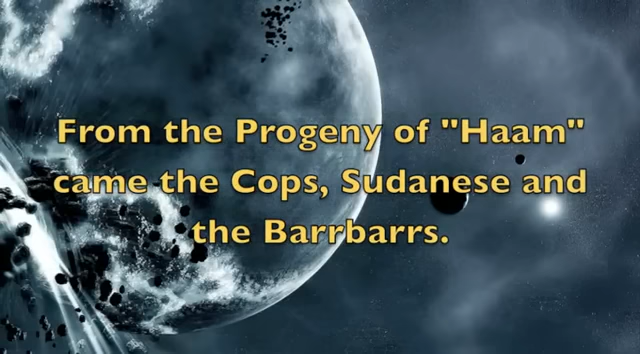 From the Progeny of "Haam"
came the Cops, Sudanese and
the Barrbarrs.